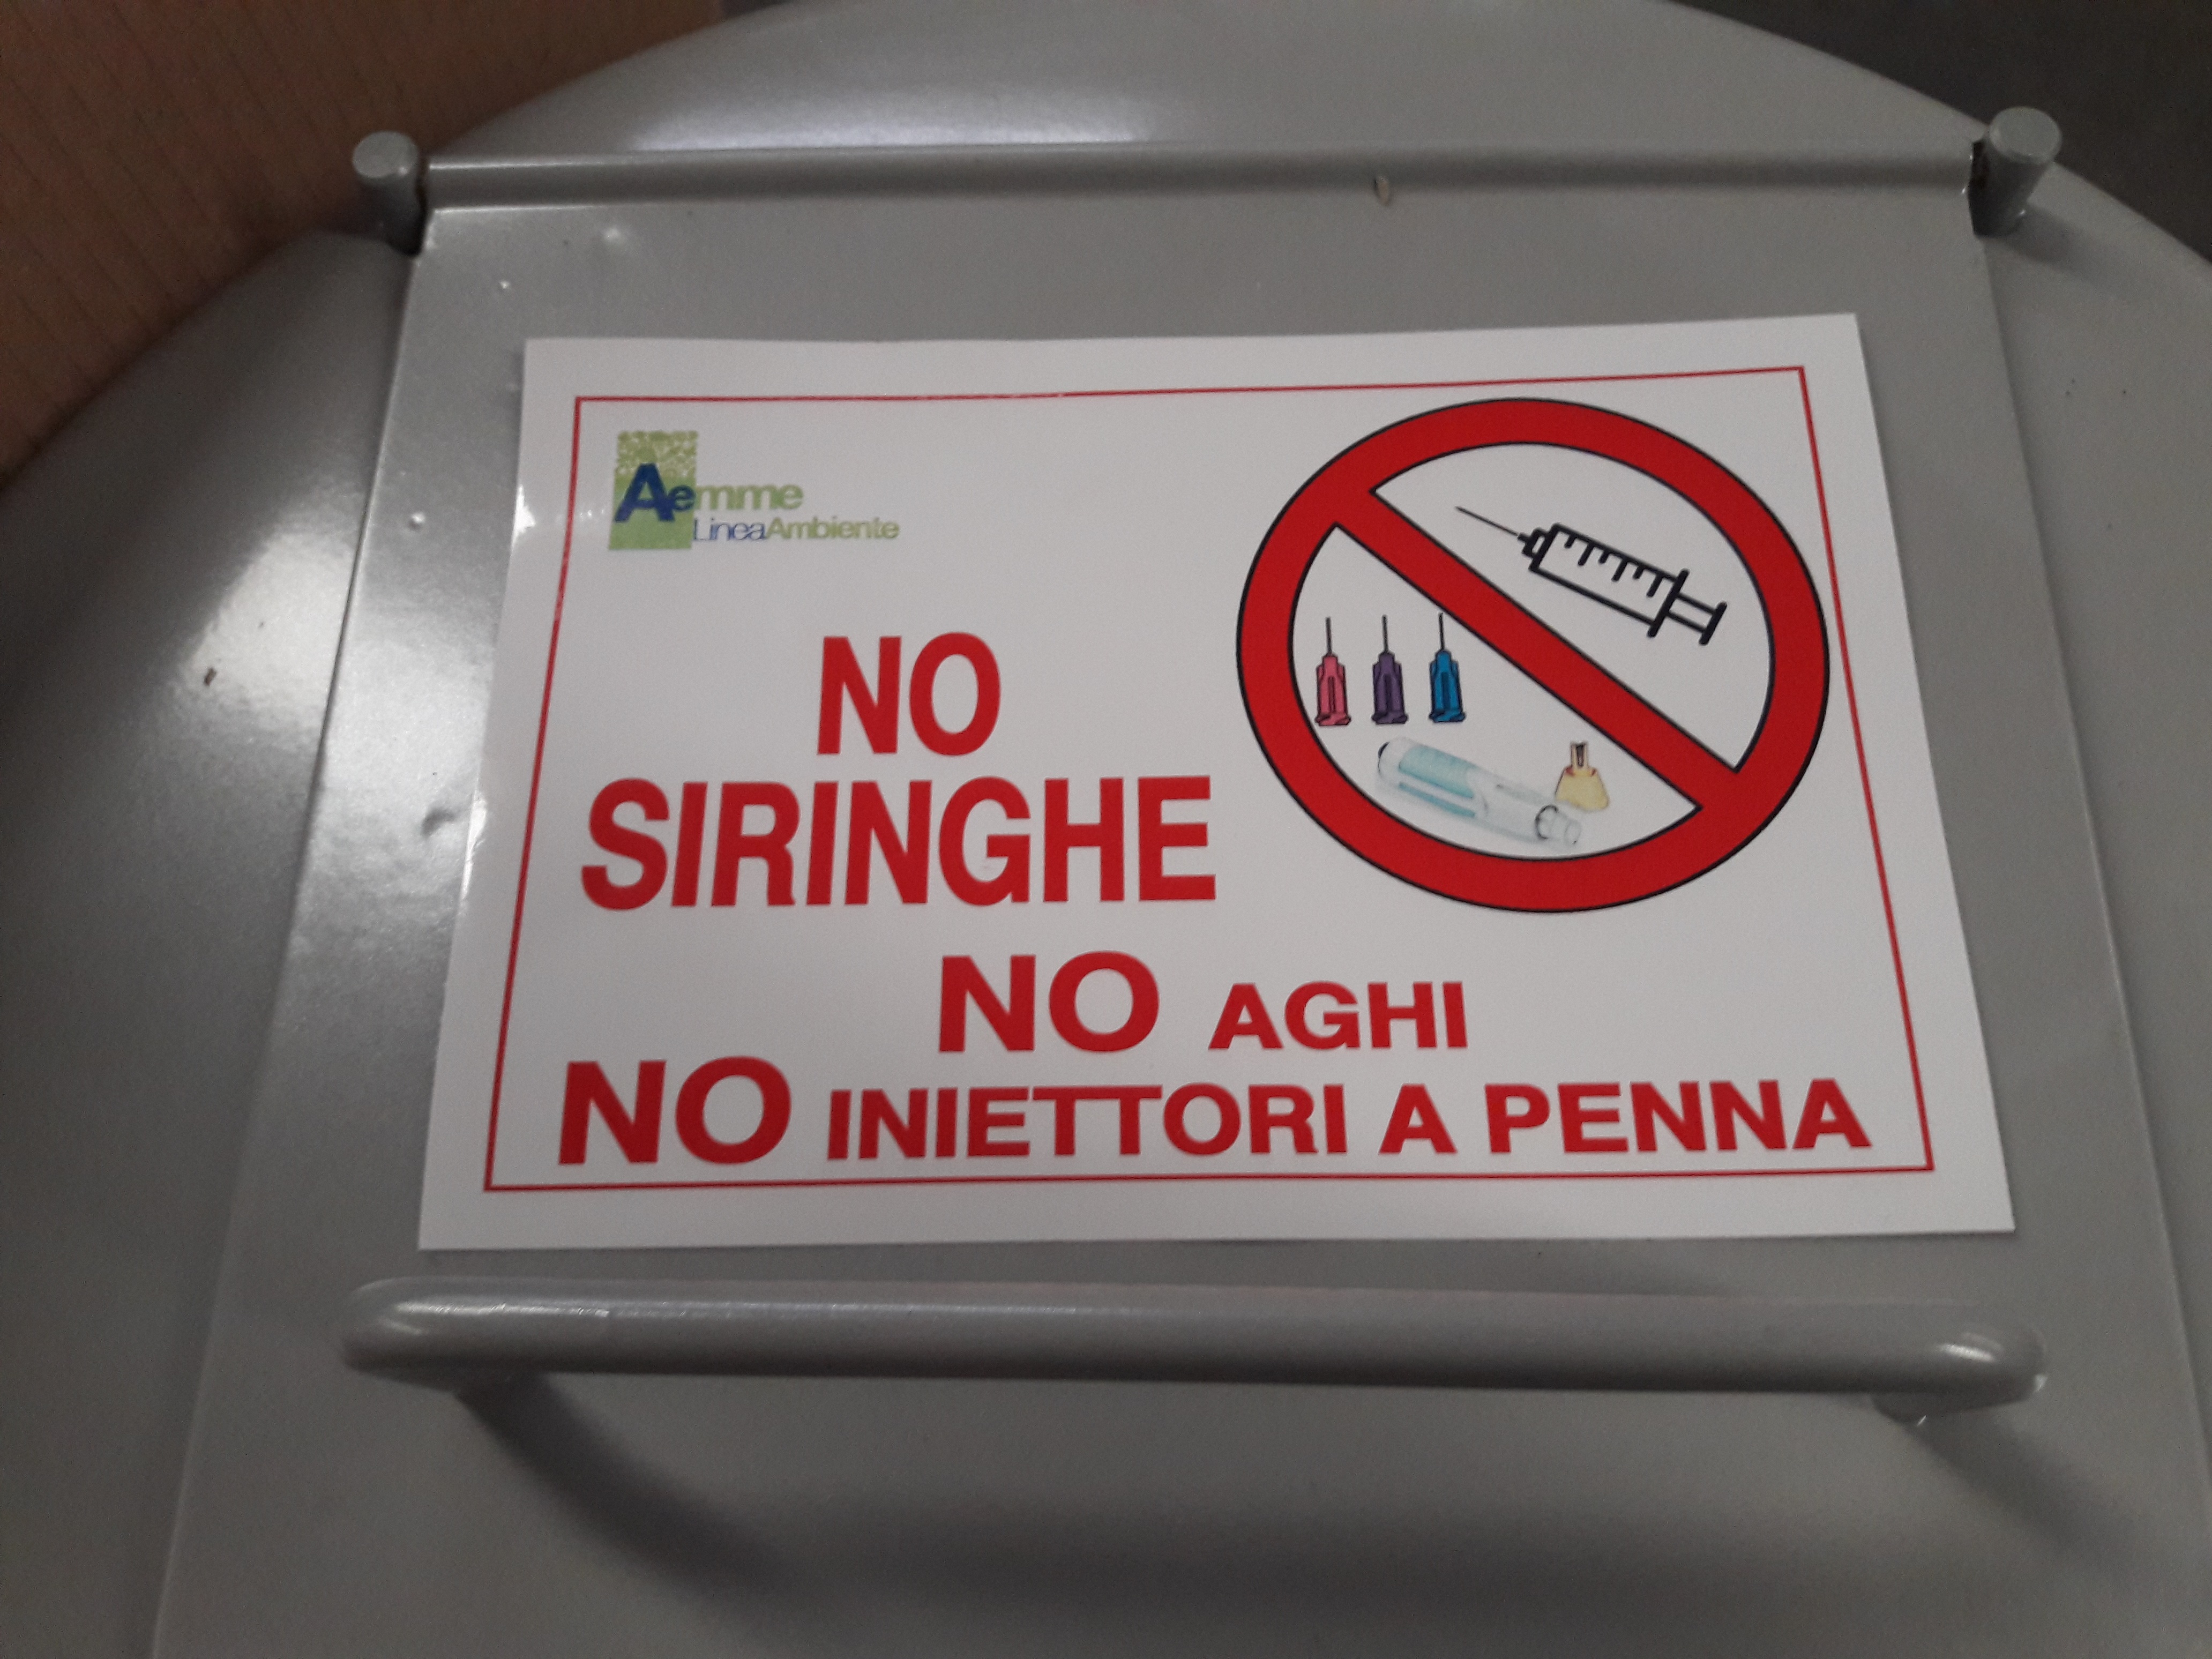 Aemme
LineaAmbiente
NO
SIRINGHE
NO AGHI
NO INIETTORI A PENNA